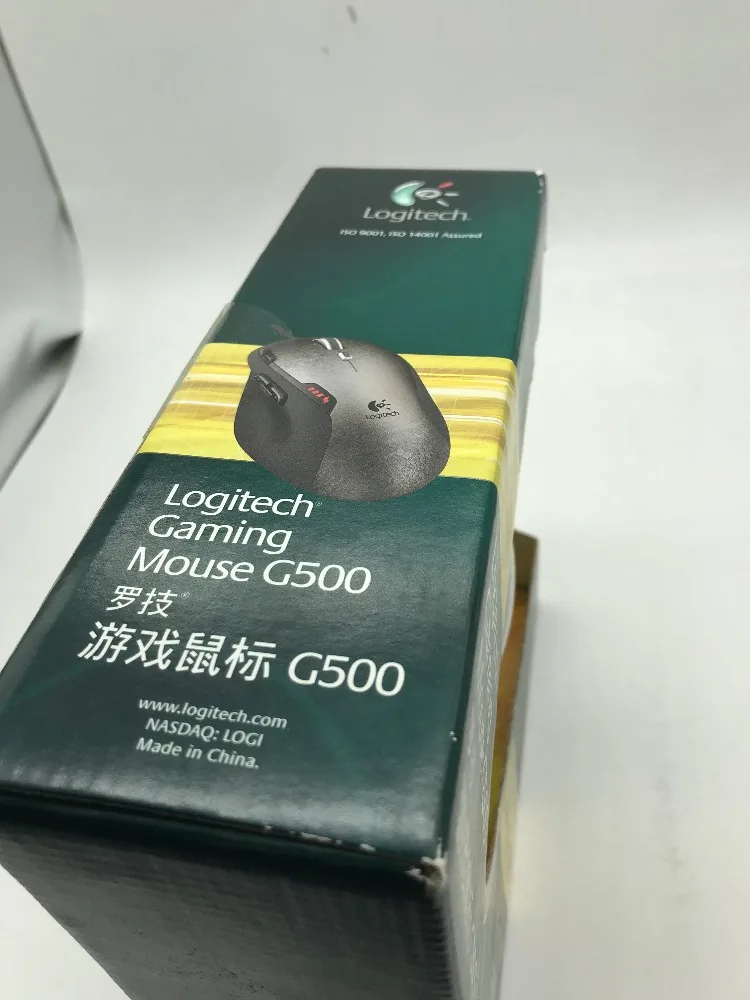 Logitech
ISO 9001, ISO 14001 Assured
Logitech
Logitech®
Gaming
Mouse G500
罗技®
游戏鼠标 G500
www.logitech.com
NASDAQ: LOGI
Made in China.